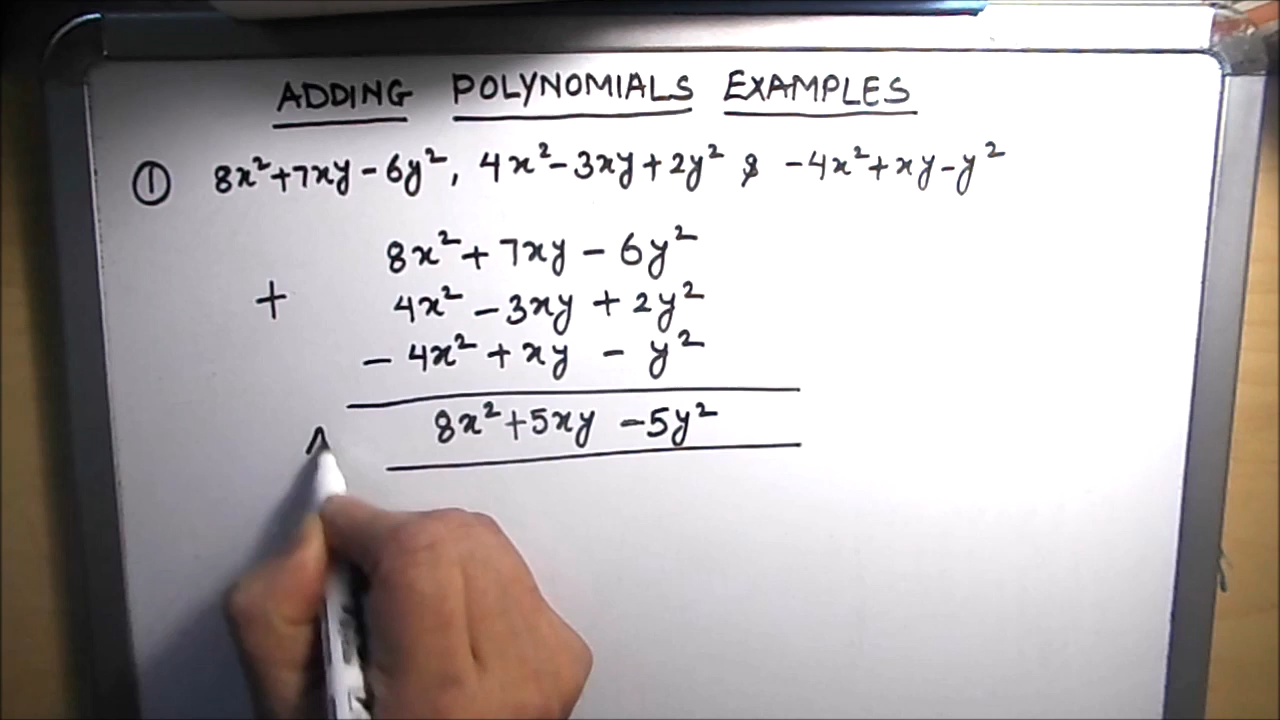 ADDING POLYNOMIALS EXAMPLES
① 8x²+7xy-6y², 4x²-3xy+2y² & -4x²+xy-y²
8x²+7xy-6y²
+ 4x²-3xy+2y²
-4x²+xy-y²
8x²+5xy-5y²